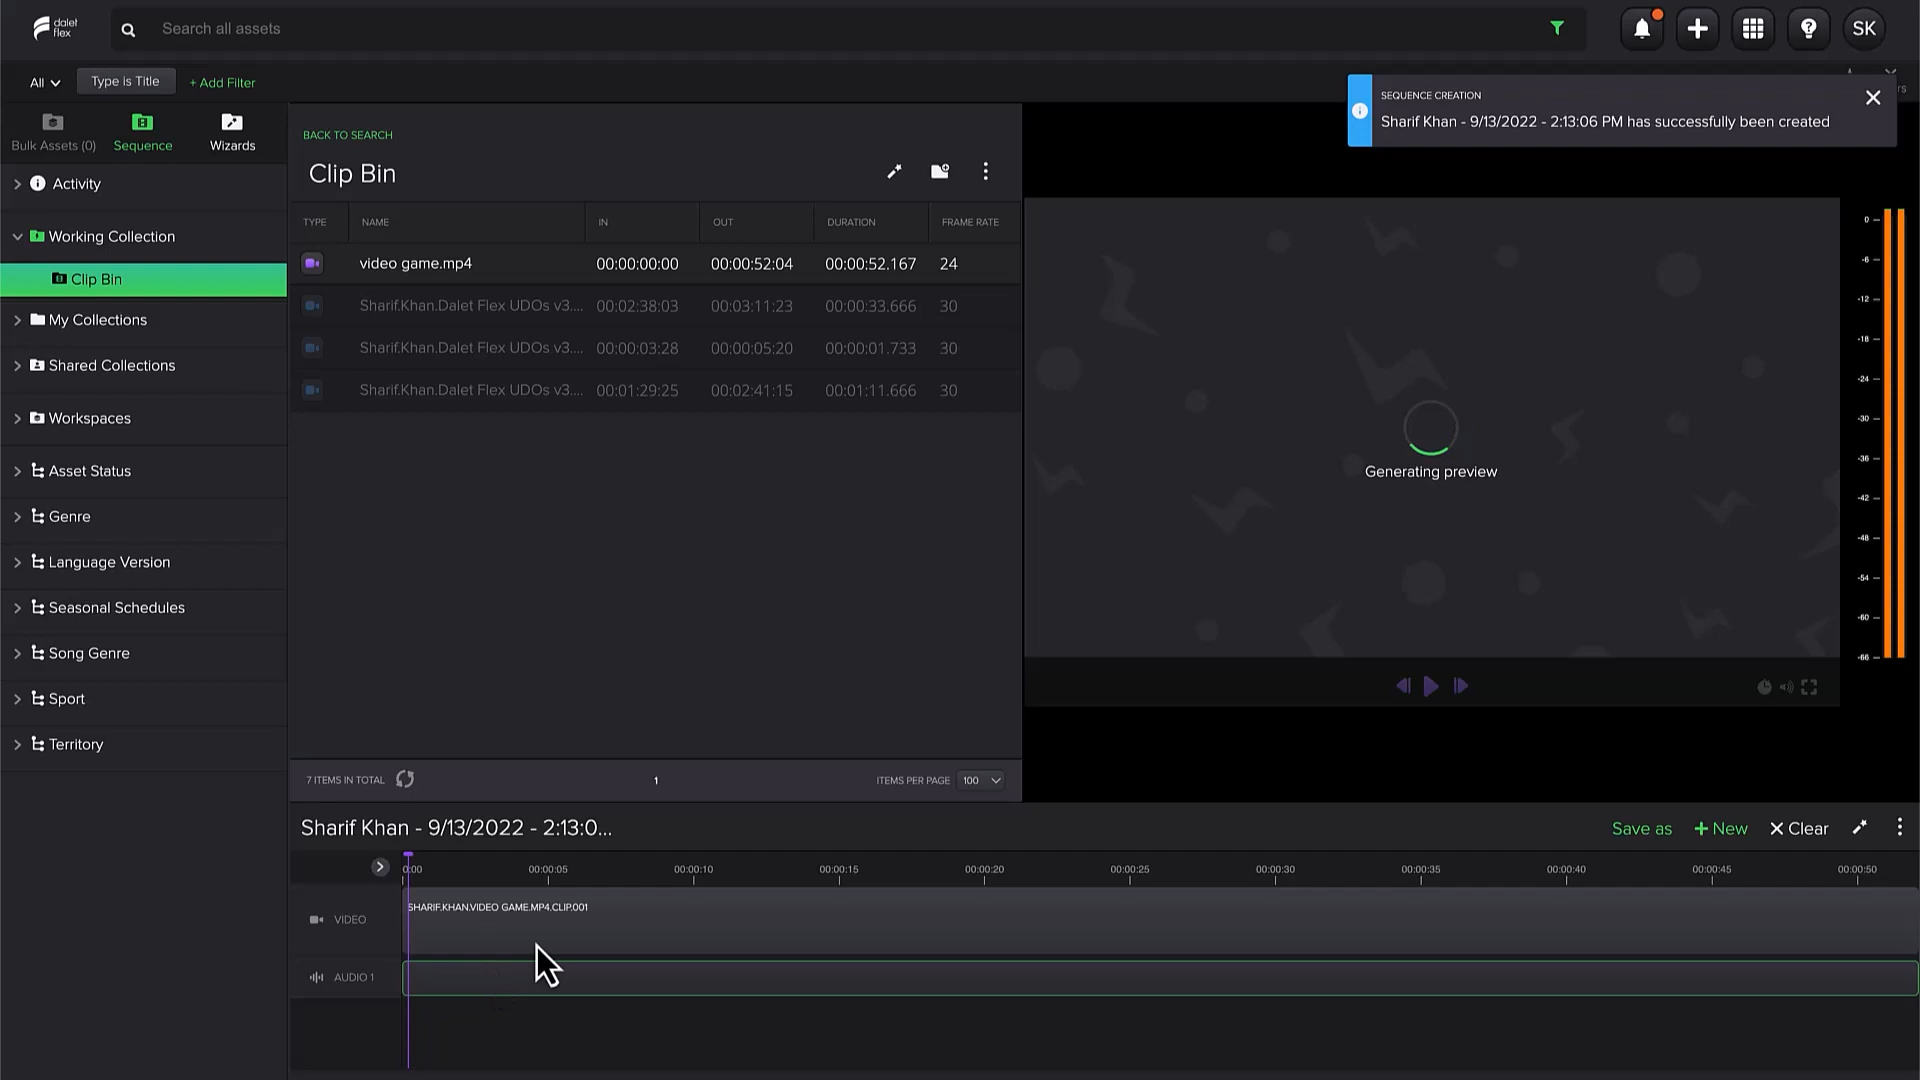 dalet
flex
Search all assets
SK
All
Type is Title
+ Add Filter
SEQUENCE CREATION
Sharif Khan - 9/13/2022 - 2:13:06 PM has successfully been created
Bulk Assets (0)
Sequence
Wizards
Activity
Working Collection
Clip Bin
My Collections
Shared Collections
Workspaces
Asset Status
Genre
Language Version
Seasonal Schedules
Song Genre
Sport
Territory
BACK TO SEARCH
Clip Bin
TYPE NAME IN OUT DURATION FRAME RATE
video game.mp4 00:00:00:00 00:00:52:04 00:00:52.167 24
Sharif.Khan.Dalet Flex UDOs v3.... 00:02:38:03 00:03:11:23 00:00:33.666 30
Sharif.Khan.Dalet Flex UDOs v3.... 00:00:03:28 00:00:05:20 00:00:01.733 30
Sharif.Khan.Dalet Flex UDOs v3.... 00:01:29:25 00:02:41:15 00:01:11.666 30
7 ITEMS IN TOTAL 1 ITEMS PER PAGE 100
Generating preview
0
-6
-12
-18
-24
-30
-36
-42
-48
-54
-60
-66
Sharif Khan - 9/13/2022 - 2:13:0...
Save as + New Clear
0:00 00:00:05 00:00:10 00:00:15 00:00:20 00:00:25 00:00:30 00:00:35 00:00:40 00:00:45 00:00:50
VIDEO
SHARIF.KHAN.VIDEO GAME.MP4.CLIP.001
AUDIO 1